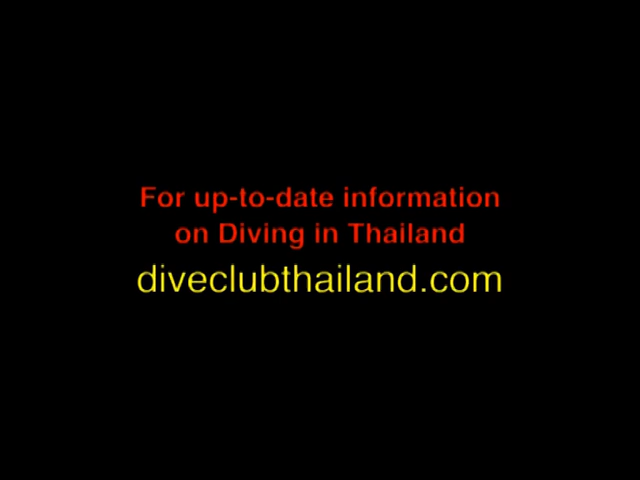 For up-to-date information
on Diving in Thailand
diveclubthailand.com